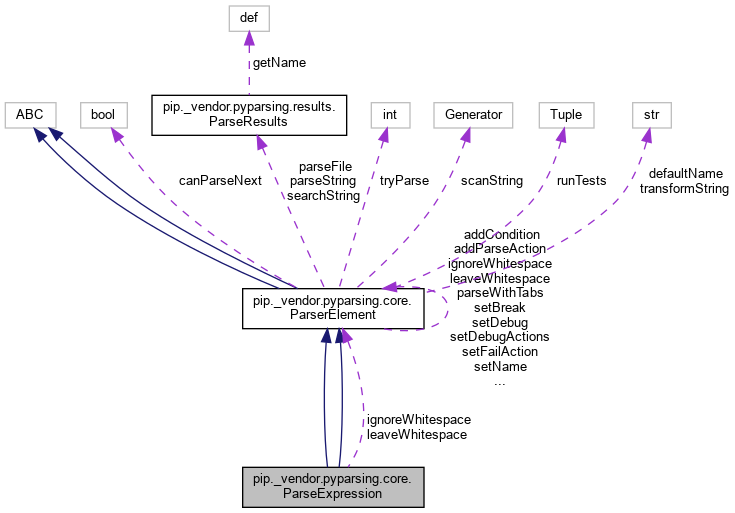 def
getName
pip._vendor.pyparsing.results.
ParseResults
ABC
bool
int
Generator
Tuple
str
canParseNext
parseFile
parseString
searchString
tryParse
scanString
runTests
defaultName
transformString
addCondition
addParseAction
ignoreWhitespace
leaveWhitespace
parseWithTabs
setBreak
setDebug
setDebugActions
setFailAction
setName
...
pip._vendor.pyparsing.core.
ParserElement
ignoreWhitespace
leaveWhitespace
pip._vendor.pyparsing.core.
ParseExpression